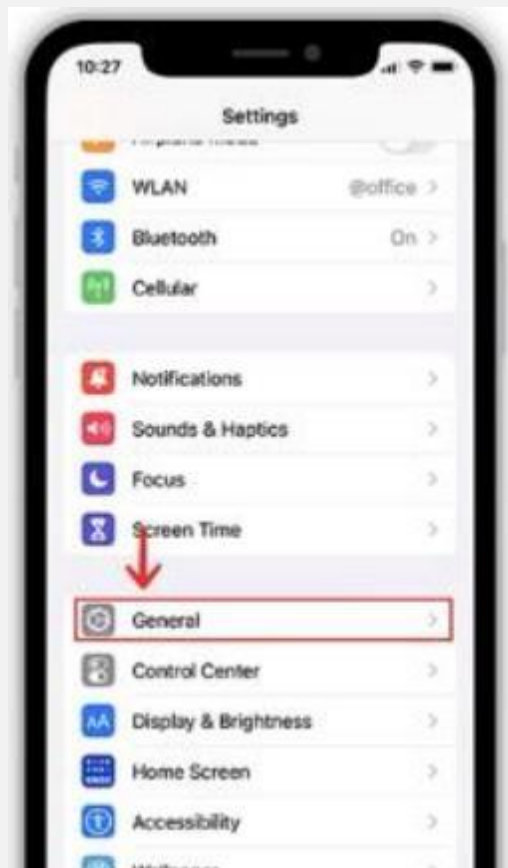 10:27
Settings
WLAN @office
Bluetooth On
Cellular
Notifications
Sounds & Haptics
Focus
Screen Time
General
Control Center
AA Display & Brightness
Home Screen
Accessibility